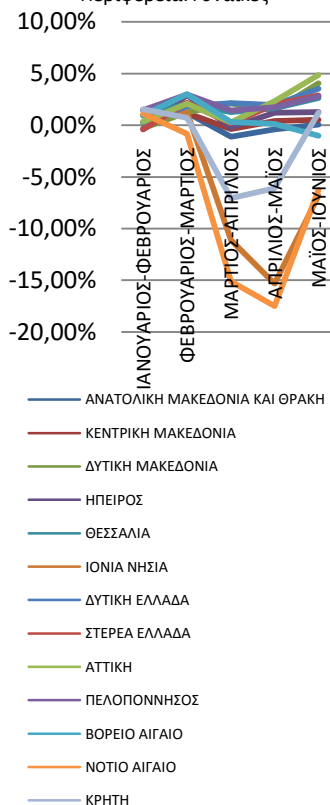 10,00%
5,00%
0,00%
-5,00%
-10,00%
-15,00%
-20,00%
ΙΑΝΟΥΑΡΙΟΣ-ΦΕΒΡΟΥΑΡΙΟΣ
ΦΕΒΡΟΥΑΡΙΟΣ-ΜΑΡΤΙΟΣ
ΜΑΡΤΙΟΣ-ΑΠΡΙΛΙΟΣ
ΑΠΡΙΛΙΟΣ-ΜΑΪΟΣ
ΜΑΪΟΣ-ΙΟΥΝΙΟΣ
ΑΝΑΤΟΛΙΚΗ ΜΑΚΕΔΟΝΙΑ ΚΑΙ ΘΡΑΚΗ
ΚΕΝΤΡΙΚΗ ΜΑΚΕΔΟΝΙΑ
ΔΥΤΙΚΗ ΜΑΚΕΔΟΝΙΑ
ΗΠΕΙΡΟΣ
ΘΕΣΣΑΛΙΑ
ΙΟΝΙΑ ΝΗΣΙΑ
ΔΥΤΙΚΗ ΕΛΛΑΔΑ
ΣΤΕΡΕΑ ΕΛΛΑΔΑ
ΑΤΤΙΚΗ
ΠΕΛΟΠΟΝΝΗΣΟΣ
ΒΟΡΕΙΟ ΑΙΓΑΙΟ
ΝΟΤΙΟ ΑΙΓΑΙΟ
ΚΡΗΤΗ